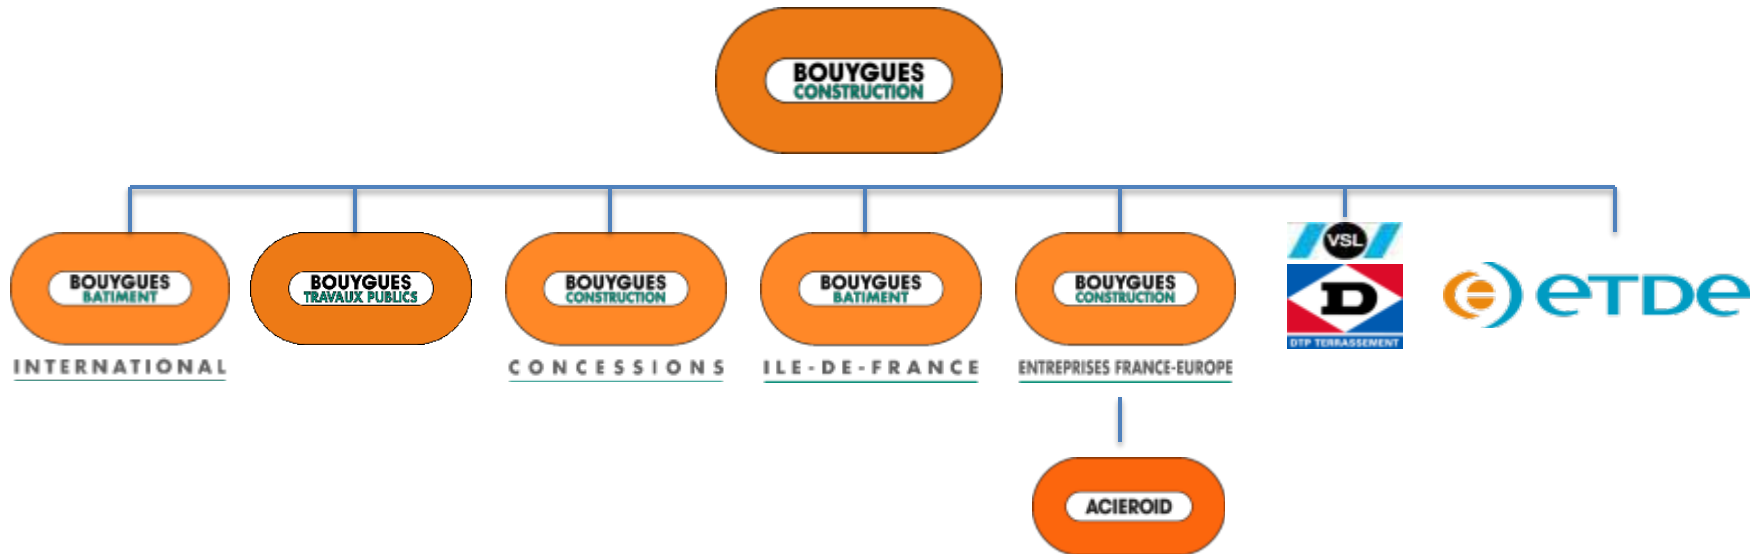 BOUYGUES
CONSTRUCTION
BOUYGUES
BATIMENT
INTERNATIONAL
BOUYGUES
TRAVAUX PUBLICS
BOUYGUES
CONSTRUCTION
CONCESSIONS
BOUYGUES
BATIMENT
ILE-DE-FRANCE
BOUYGUES
CONSTRUCTION
ENTREPRISES FRANCE-EUROPE
VSL
D
DTP TERRASSEMENT
eTDe
ACIEROID